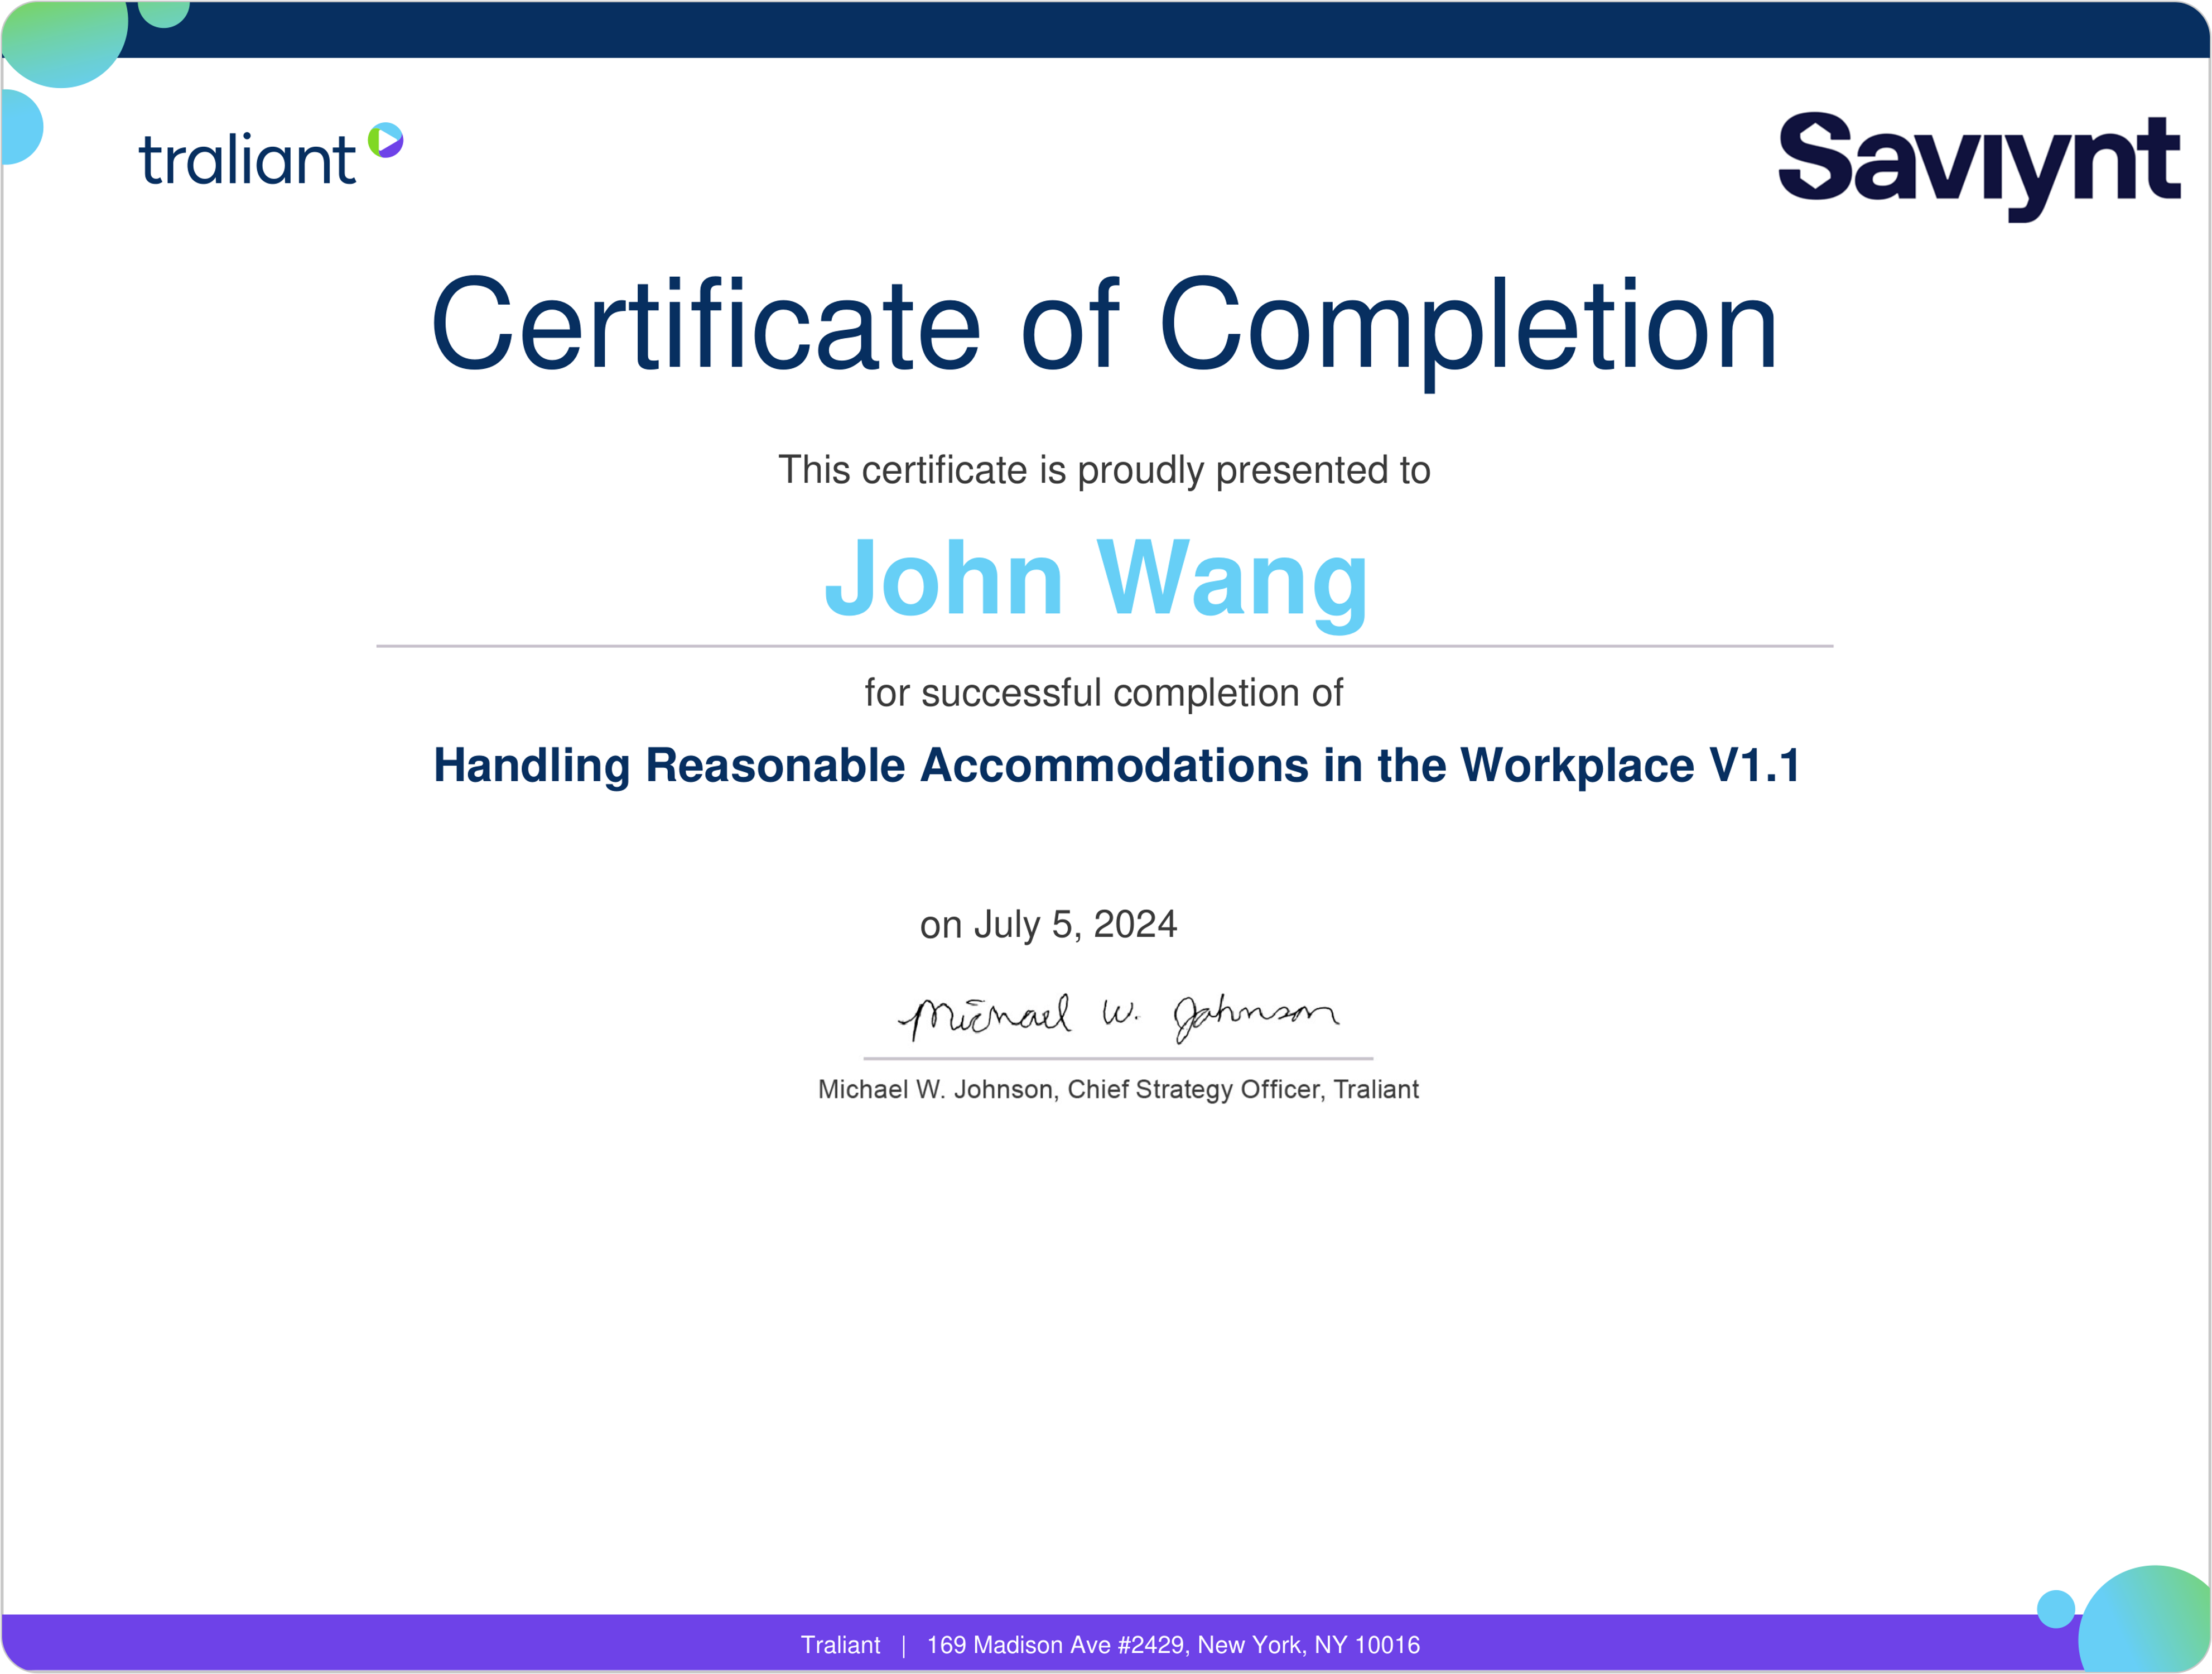 traliant
Saviynt
Certificate of Completion
This certificate is proudly presented to
John Wang
for successful completion of
Handling Reasonable Accommodations in the Workplace V1.1
on July 5, 2024
Michael W. Johnson
Michael W. Johnson, Chief Strategy Officer, Traliant
Traliant | 169 Madison Ave #2429, New York, NY 10016